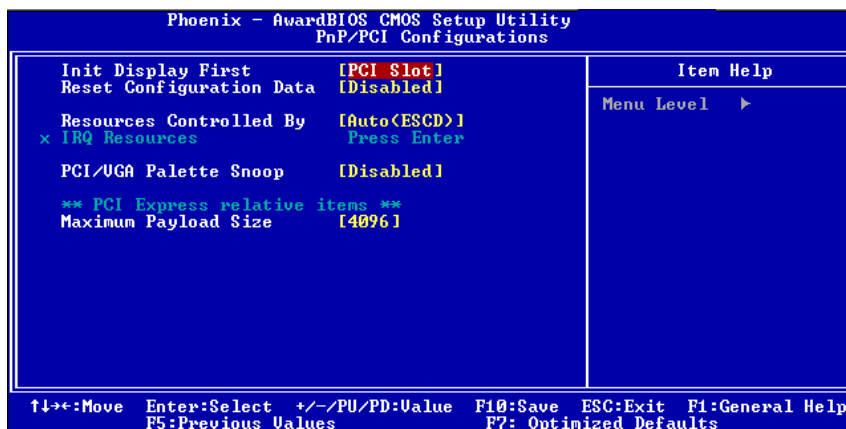 Phoenix - AwardBIOS CMOS Setup Utility
PnP/PCI Configurations
Init Display First [PCI Slot] Item Help
Reset Configuration Data [Disabled]
Menu Level ►
Resources Controlled By [Auto(ESCD)]
x IRQ Resources Press Enter
PCI/VGA Palette Snoop [Disabled]
** PCI Express relative items **
Maximum Payload Size [4096]
↑↓→←:Move Enter:Select +/-/PU/PD:Value F10:Save ESC:Exit F1:General Help
F5:Previous Values F7: Optimized Defaults